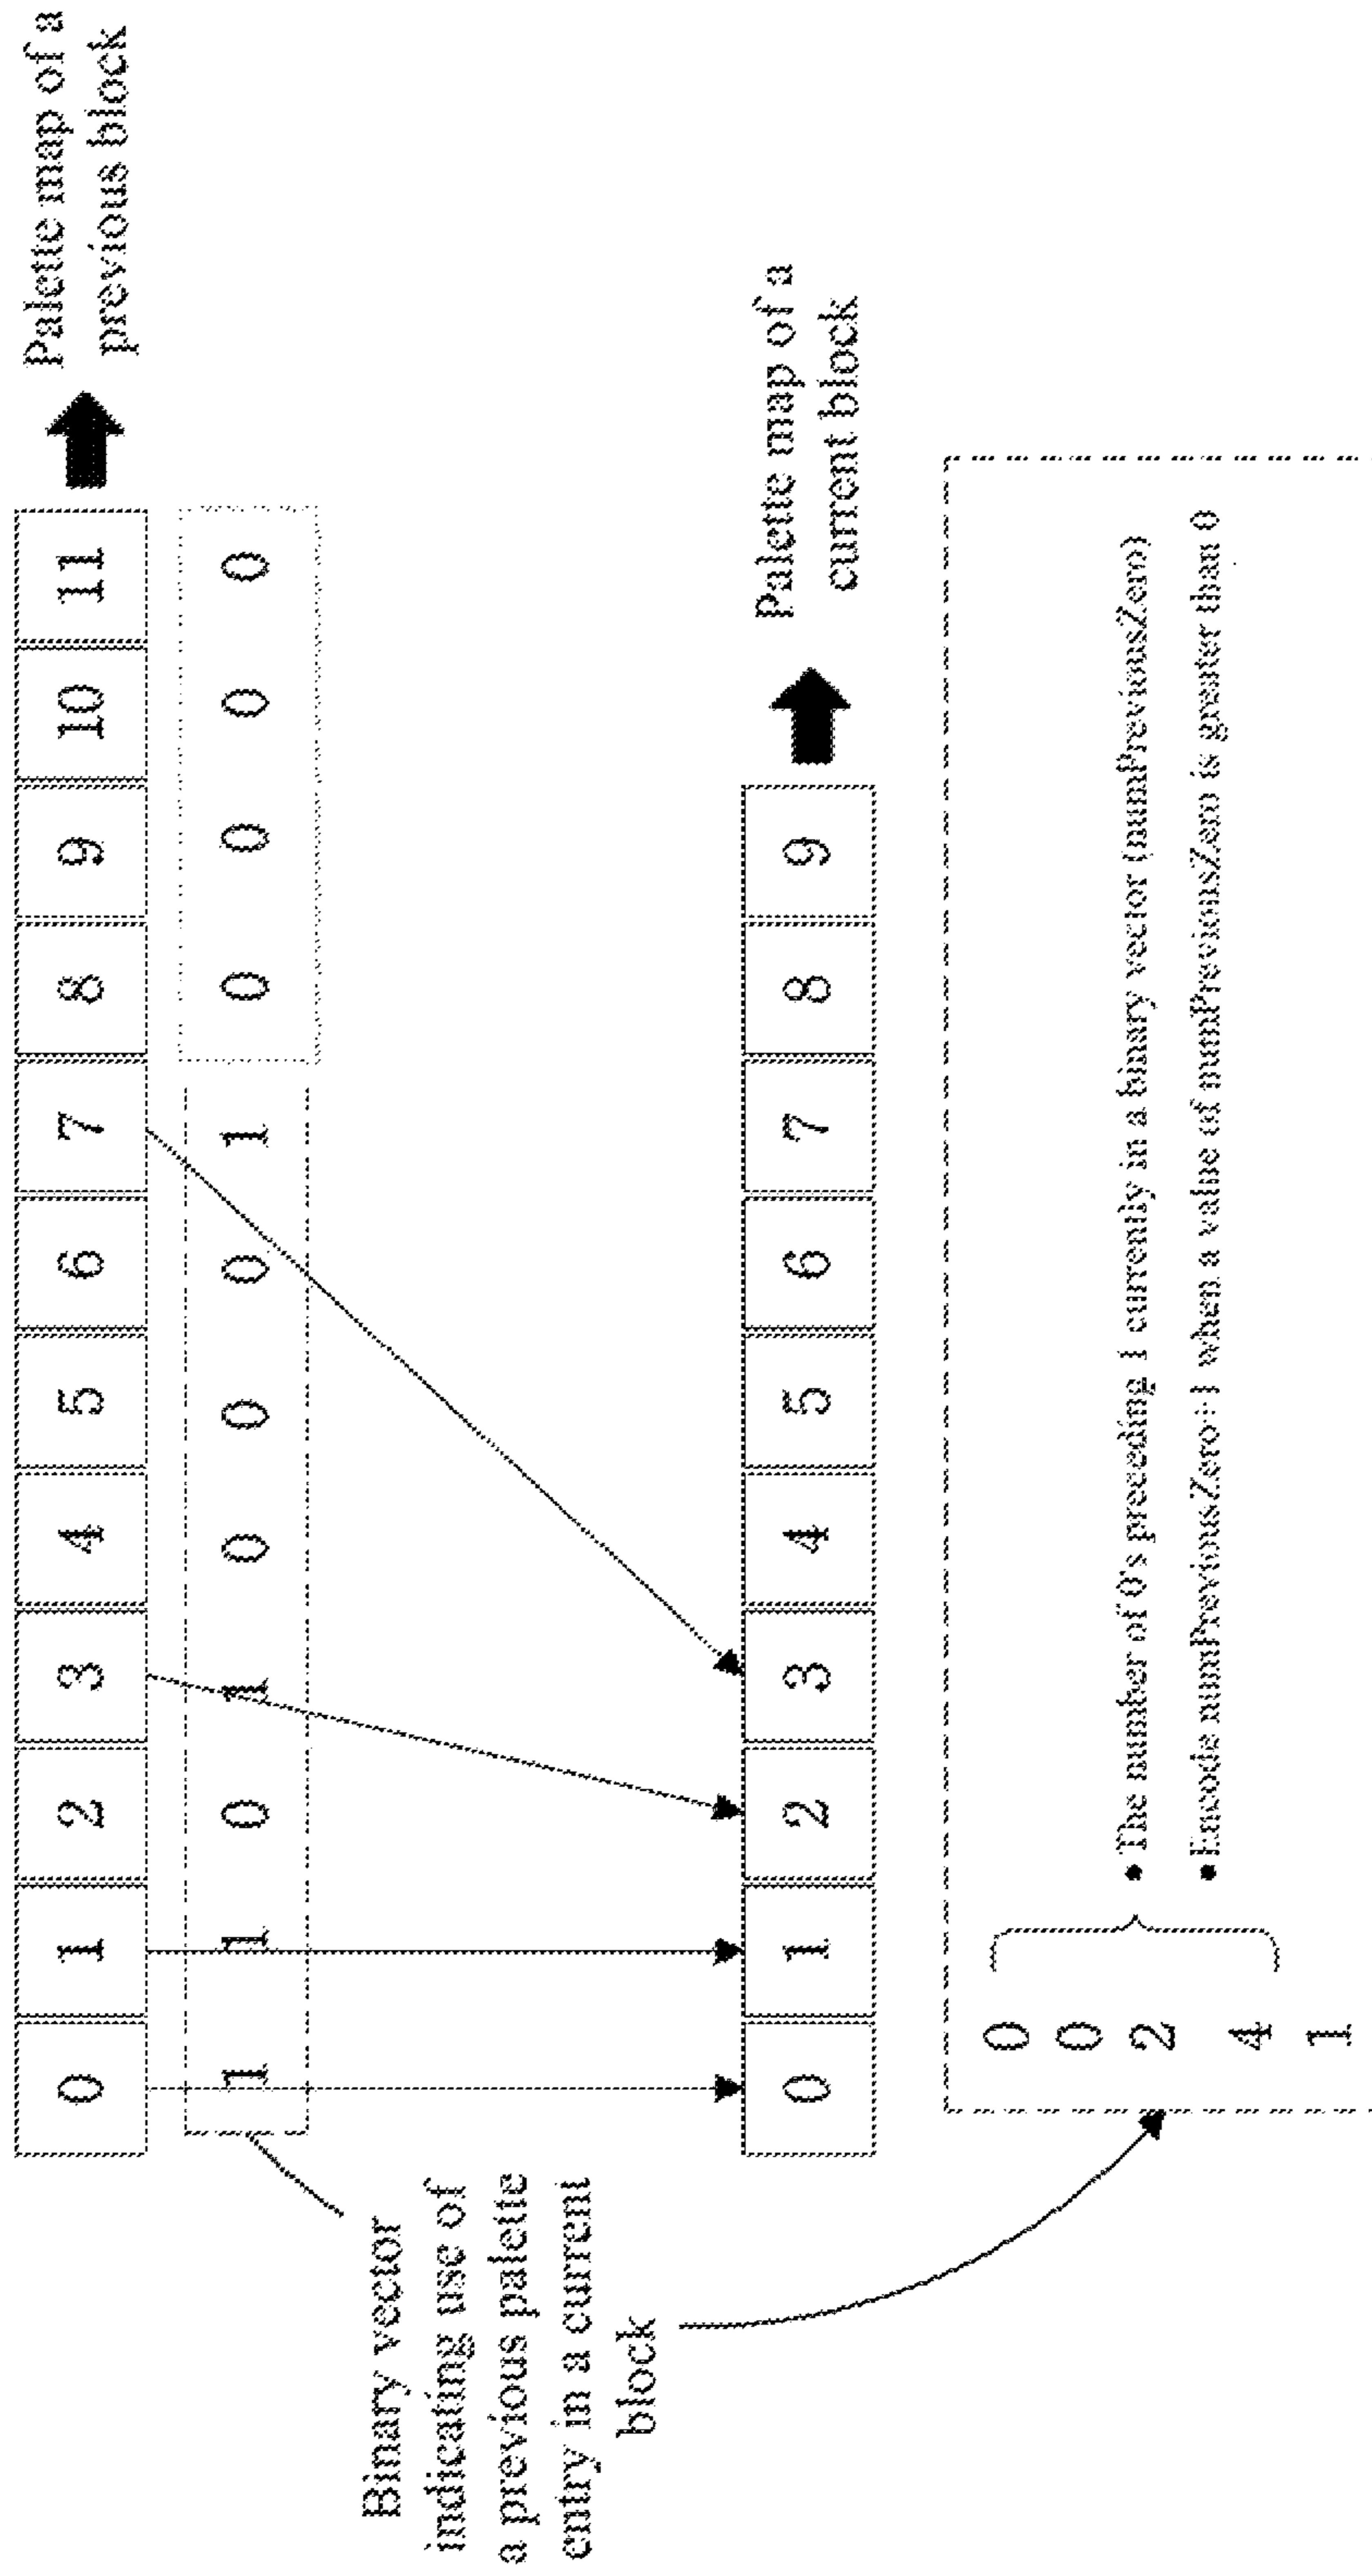 0 1 2 3 4 5 6 7 8 9 10 11
Palette map of a
previous block
1 1 0 1 0 0 0 1 0 0 0 0
Binary vector
indicating use of
a previous palette
entry in a current
block
0 1 2 3 4 5 6 7 8 9
Palette map of a
current block
0
0
2
4
1
• The number of 0's preceding 1 currently in a binary vector (numPreviousZero)
• Encode numPreviousZero+1 when a value of numPreviousZero is greater than 0